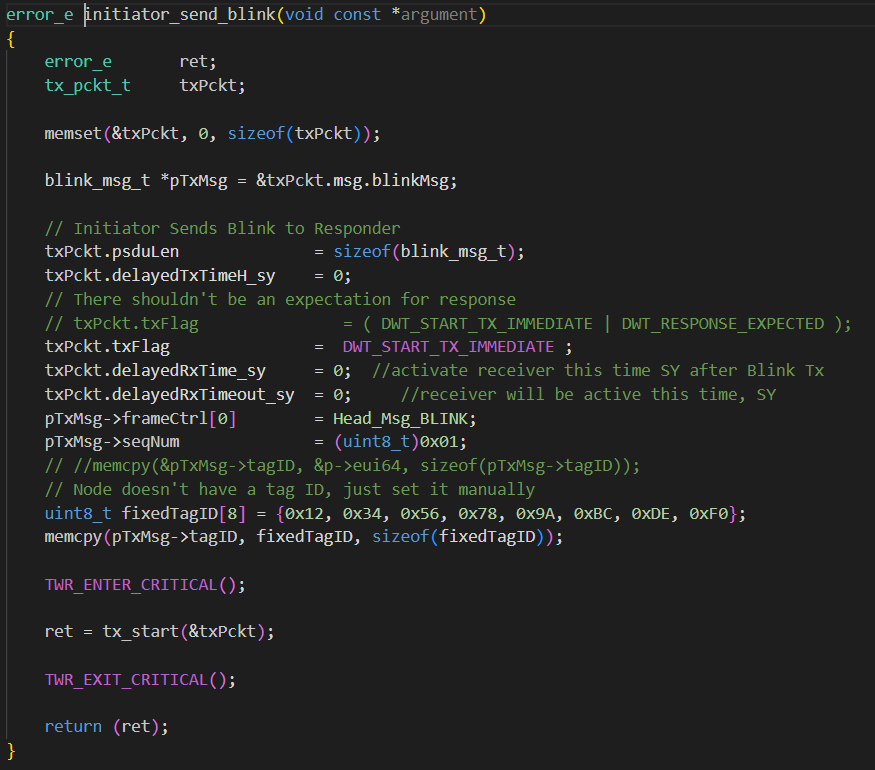 error_e initiator_send_blink(void const *argument)
{
    error_e       ret;
    tx_pckt_t     txPckt;
    memset(&txPckt, 0, sizeof(txPckt));
    blink_msg_t *pTxMsg = &txPckt.msg.blinkMsg;
    // Initiator Sends Blink to Responder
    txPckt.psduLen              = sizeof(blink_msg_t);
    txPckt.delayedTxTimeH_sy    = 0;
    // There shouldn't be an expectation for response
    // txPckt.txFlag               = ( DWT_START_TX_IMMEDIATE | DWT_RESPONSE_EXPECTED );
    txPckt.txFlag               =  DWT_START_TX_IMMEDIATE ;
    txPckt.delayedRxTime_sy     = 0;  //activate receiver this time SY after Blink Tx
    txPckt.delayedRxTimeout_sy  = 0;     //receiver will be active this time, SY
    pTxMsg->frameCtrl[0]        = Head_Msg_BLINK;
    pTxMsg->seqNum              = (uint8_t)0x01;
    // //memcpy(&pTxMsg->tagID, &p->eui64, sizeof(pTxMsg->tagID));
    // Node doesn't have a tag ID, just set it manually
    uint8_t fixedTagID[8] = {0x12, 0x34, 0x56, 0x78, 0x9A, 0xBC, 0xDE, 0xF0};
    memcpy(pTxMsg->tagID, fixedTagID, sizeof(fixedTagID));
    TWR_ENTER_CRITICAL();
    ret = tx_start(&txPckt);
    TWR_EXIT_CRITICAL();
    return (ret);
}